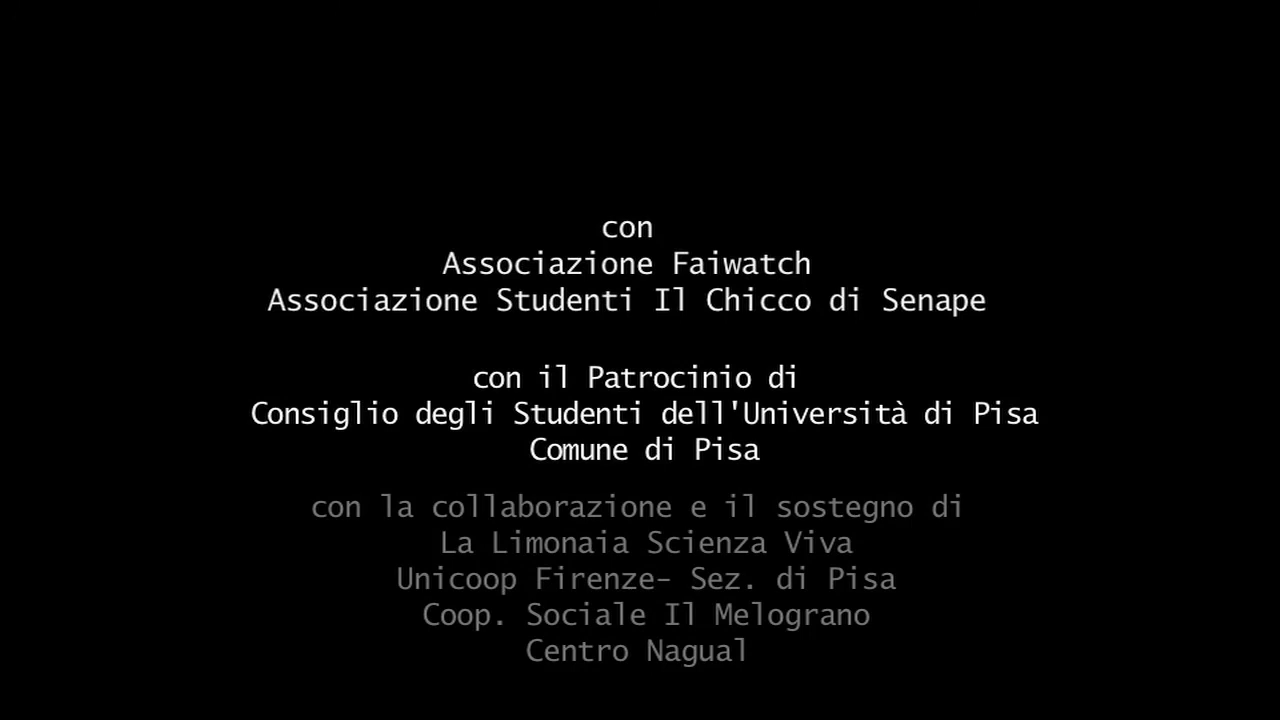 con
Associazione Faiwatch
Associazione Studenti Il Chicco di Senape
con il Patrocinio di
Consiglio degli Studenti dell'Università di Pisa
Comune di Pisa
con la collaborazione e il sostegno di
La Limonaia Scienza Viva
Unicoop Firenze- Sez. di Pisa
Coop. Sociale Il Melograno
Centro Nagual